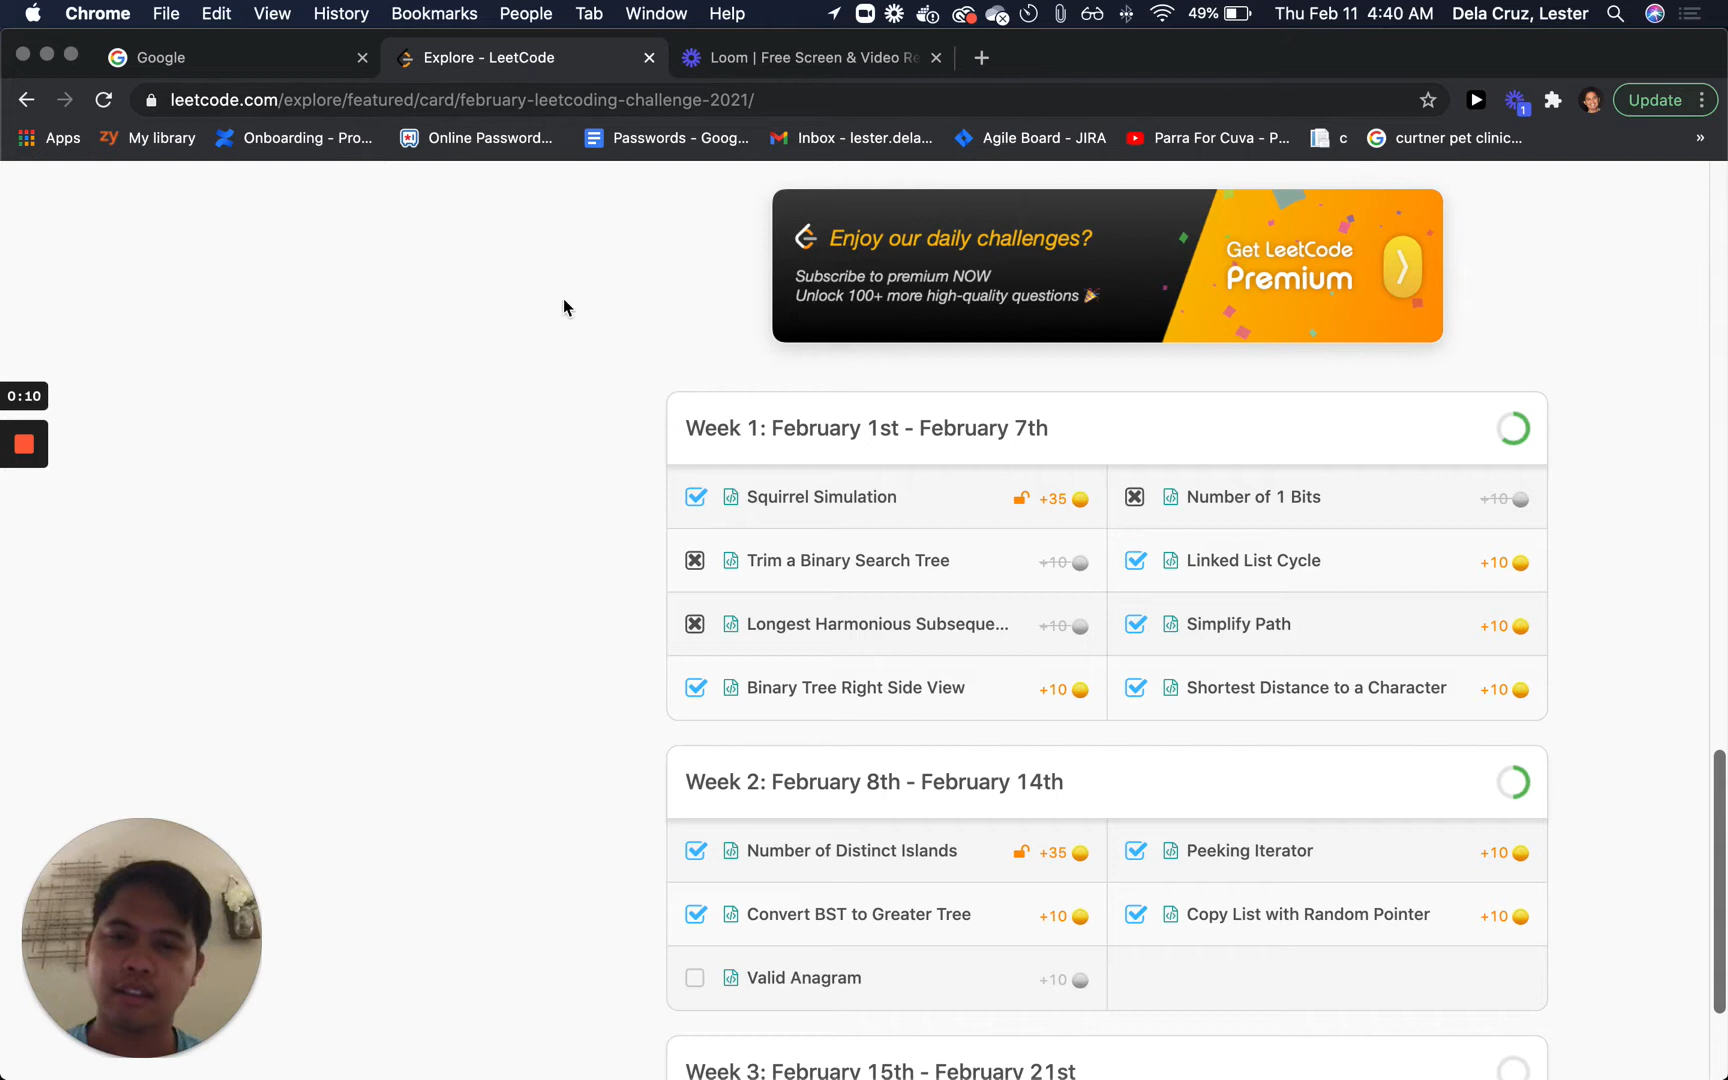 Chrome File Edit View History Bookmarks People Tab Window Help 49% Thu Feb 11 4:40 AM Dela Cruz, Lester
Google Explore - LeetCode Loom | Free Screen & Video Re
leetcode.com/explore/featured/card/february-leetcoding-challenge-2021/ 1 Update
Apps zy My library Onboarding - Pro... Online Password... Passwords - Goog... Inbox - lester.dela... Agile Board - JIRA Parra For Cuva - P... c curtner pet clinic... »
Enjoy our daily challenges?
Subscribe to premium NOW
Unlock 100+ more high-quality questions
Get LeetCode
Premium
0:10
Week 1: February 1st - February 7th
Squirrel Simulation +35 Number of 1 Bits +10
Trim a Binary Search Tree +10 Linked List Cycle +10
Longest Harmonious Subseque... +10 Simplify Path +10
Binary Tree Right Side View +10 Shortest Distance to a Character +10
Week 2: February 8th - February 14th
Number of Distinct Islands +35 Peeking Iterator +10
Convert BST to Greater Tree +10 Copy List with Random Pointer +10
Valid Anagram +10
Week 3: February 15th - February 21st